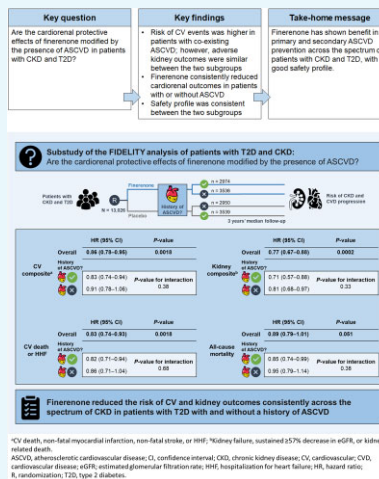 Key question
Are the cardiorenal protective
effects of finerenone modified by
the presence of ASCVD in patients
with CKD and T2D?
Key findings
• Risk of CV events was higher in
patients with co-existing
ASCVD; however, adverse
kidney outcomes were similar
between the two subgroups
• Finerenone consistently reduced
cardiorenal outcomes in patients
with or without ASCVD
• Safety profile was consistent
between the two subgroups
Take-home message
Finerenone has shown benefit in
primary and secondary ASCVD
prevention across the spectrum of
patients with CKD and T2D, with
good safety profile.
Substudy of the FIDELITY analysis of patients with T2D and CKD:
Are the cardiorenal protective effects of finerenone modified by the presence of ASCVD?
Patients with
CKD and T2D
R
Finerenone
Placebo
History of
ASCVD?
3 years' median follow-up
Risk of CKD and
CVD progression
CV
compositeᵃ
HR (95% CI) P-value
Overall 0.86 (0.78–0.95) 0.0018
History
of ASCVD?
0.83 (0.74–0.94)
0.91 (0.78–1.06)
P-value for interaction
0.38
Kidney
compositeᵇ
HR (95% CI) P-value
Overall 0.77 (0.67–0.88) 0.0002
History
of ASCVD?
0.71 (0.57–0.88)
0.81 (0.68–0.97)
P-value for interaction
0.33
CV death
or HHF
HR (95% CI) P-value
Overall 0.83 (0.74–0.93) 0.0018
History
of ASCVD?
0.82 (0.71–0.94)
0.86 (0.71–1.04)
P-value for interaction
0.68
All-cause
mortality
HR (95% CI) P-value
Overall 0.89 (0.79–1.01) 0.051
History
of ASCVD?
0.85 (0.74–0.99)
0.95 (0.79–1.14)
P-value for interaction
0.38
Finerenone reduced the risk of CV and kidney outcomes consistently across the
spectrum of CKD in patients with T2D with and without a history of ASCVD
ᵃCV death, non-fatal myocardial infarction, non-fatal stroke, or HHF; ᵇKidney failure, sustained ≥57% decrease in eGFR, or kidney
related death.
ASCVD, atherosclerotic cardiovascular disease; CI, confidence interval; CKD, chronic kidney disease; CV, cardiovascular; CVD,
cardiovascular disease; eGFR; estimated glomerular filtration rate; HHF, hospitalization for heart failure; HR, hazard ratio;
R, randomization; T2D, type 2 diabetes.